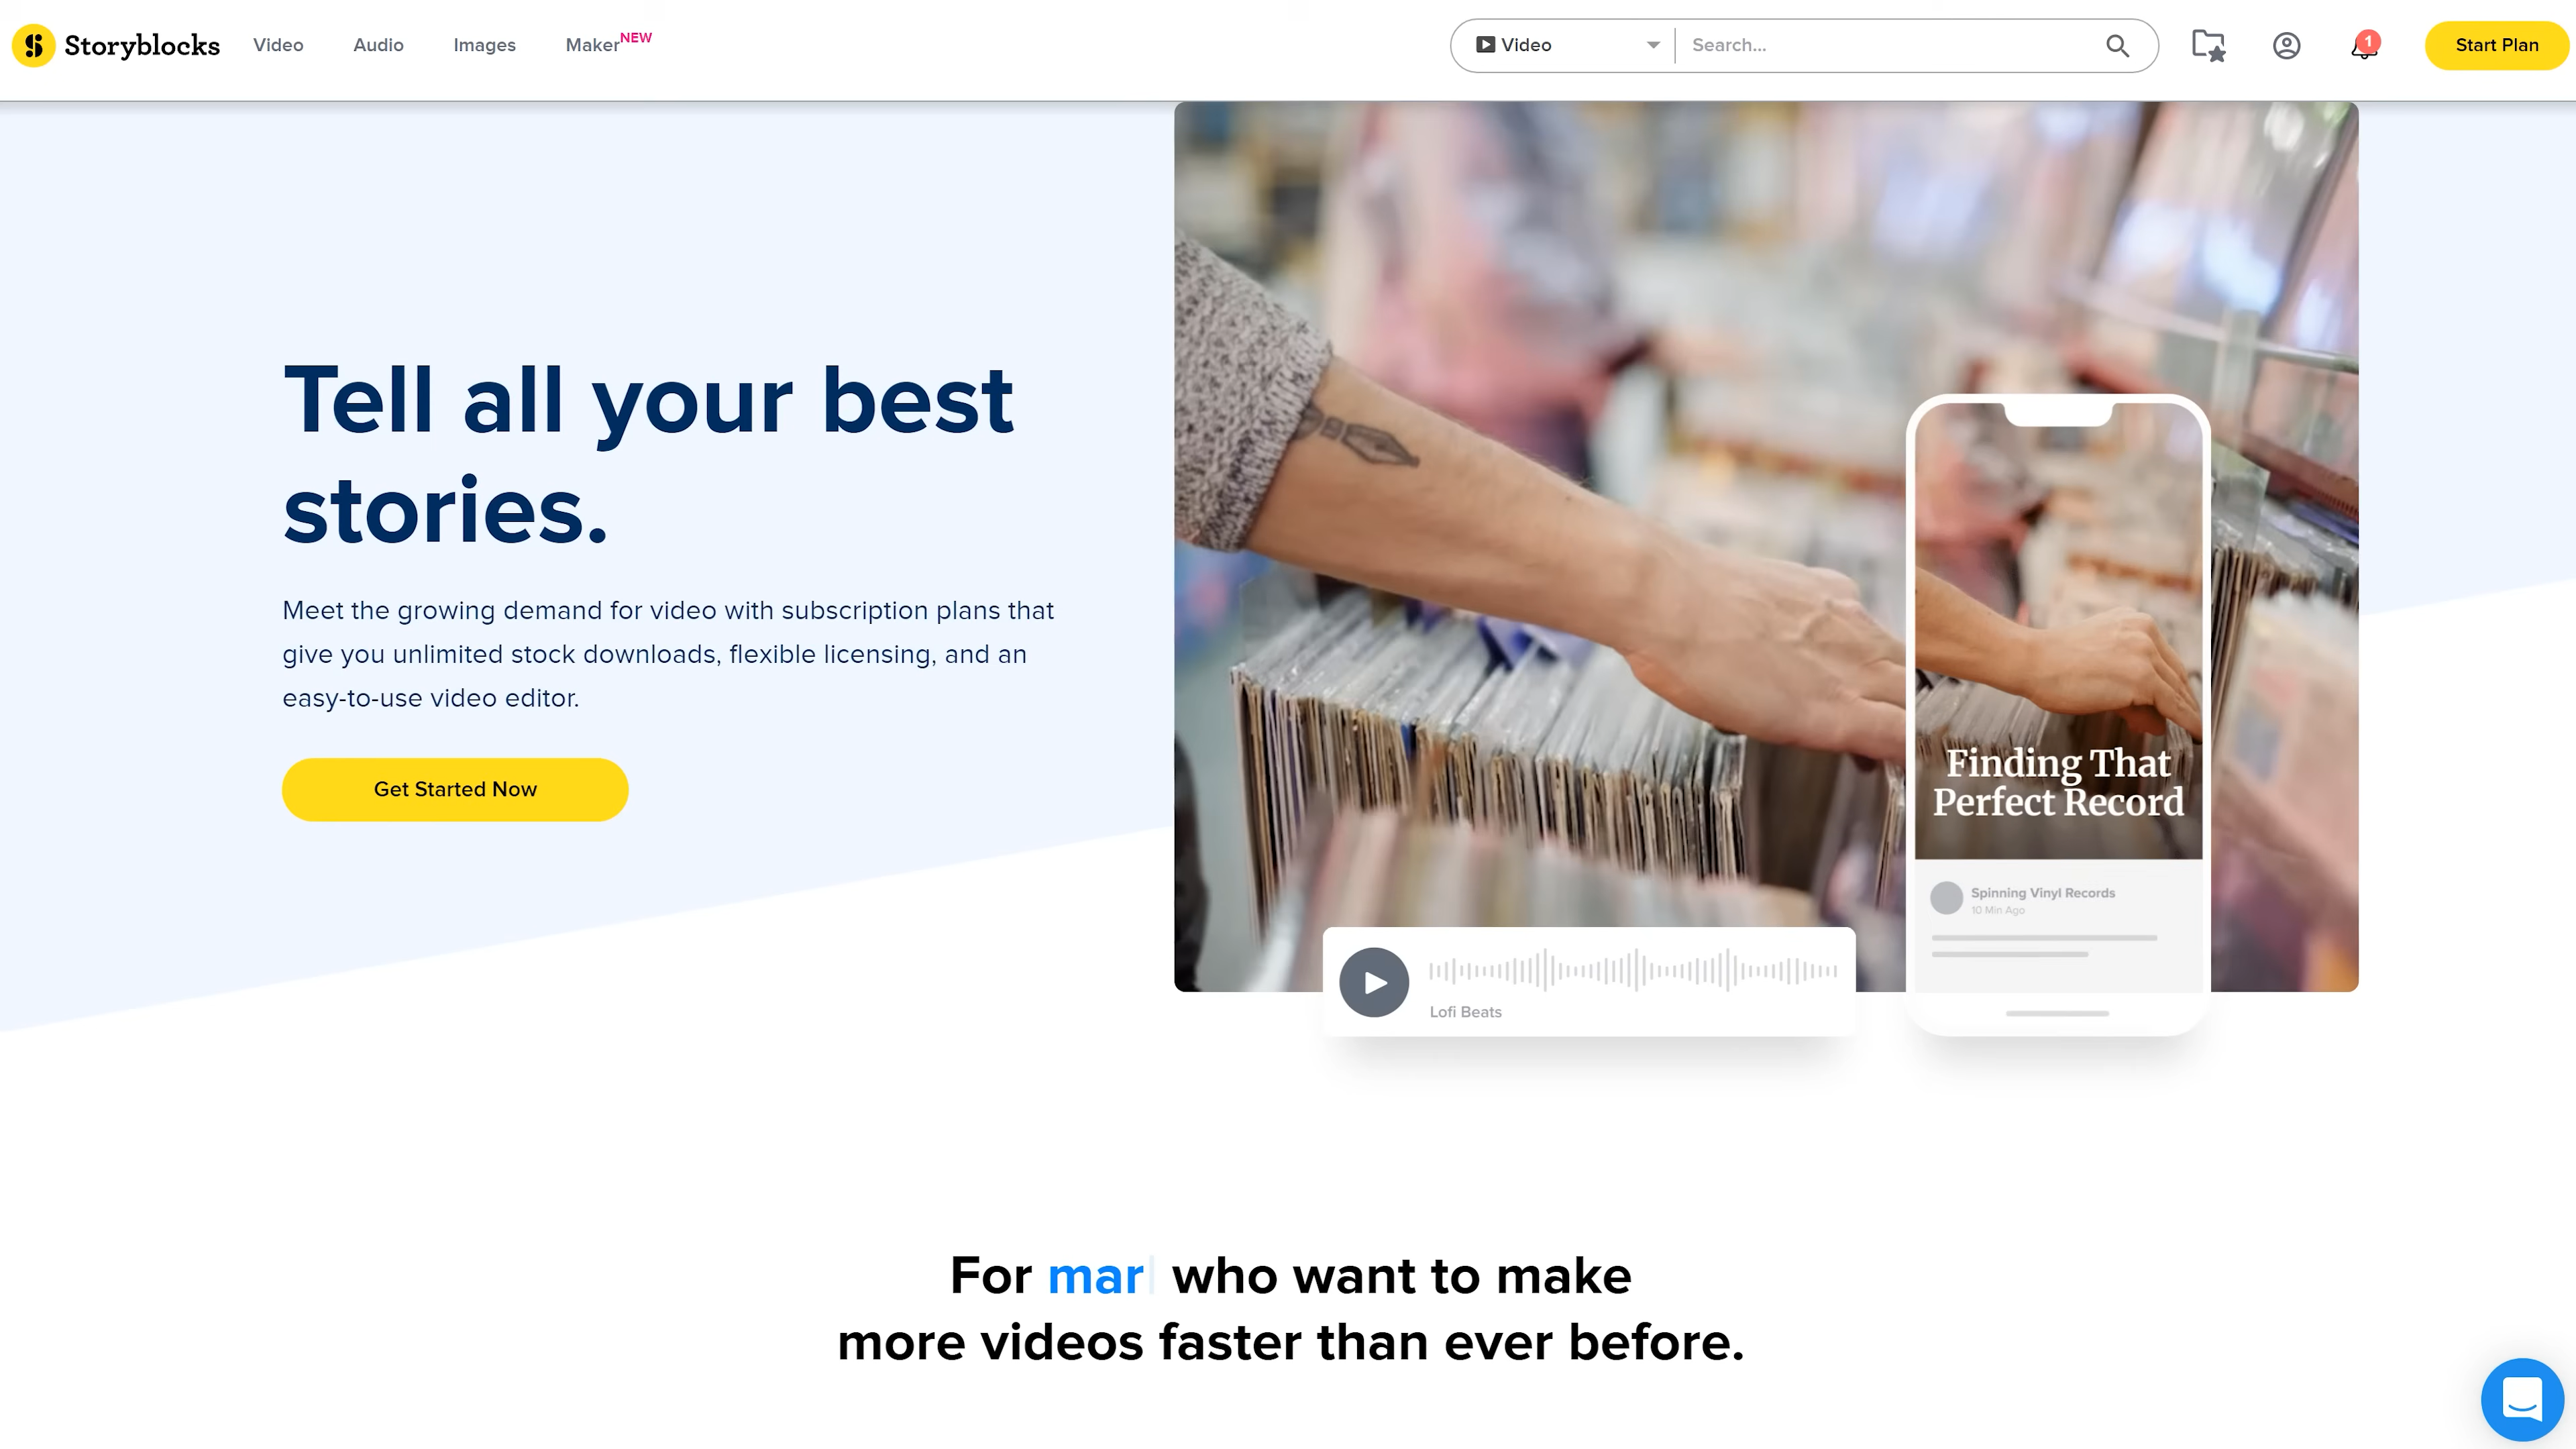 Storyblocks
Video
Audio
Images
Maker NEW
Video
Search...
1
Start Plan
Tell all your best
stories.
Meet the growing demand for video with subscription plans that
give you unlimited stock downloads, flexible licensing, and an
easy-to-use video editor.
Get Started Now
Finding That
Perfect Record
Spinning Vinyl Records
10 Min Ago
Lofi Beats
For mar who want to make
more videos faster than ever before.